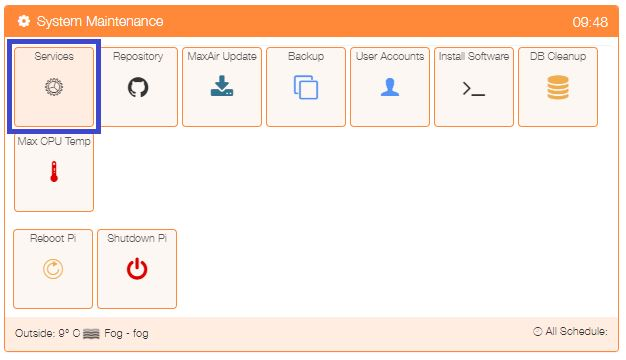 System Maintenance 09:48
Services Repository MaxAir Update Backup User Accounts Install Software DB Cleanup
Max CPU Temp
Reboot Pi Shutdown Pi
Outside: 9° C Fog - fog All Schedule: